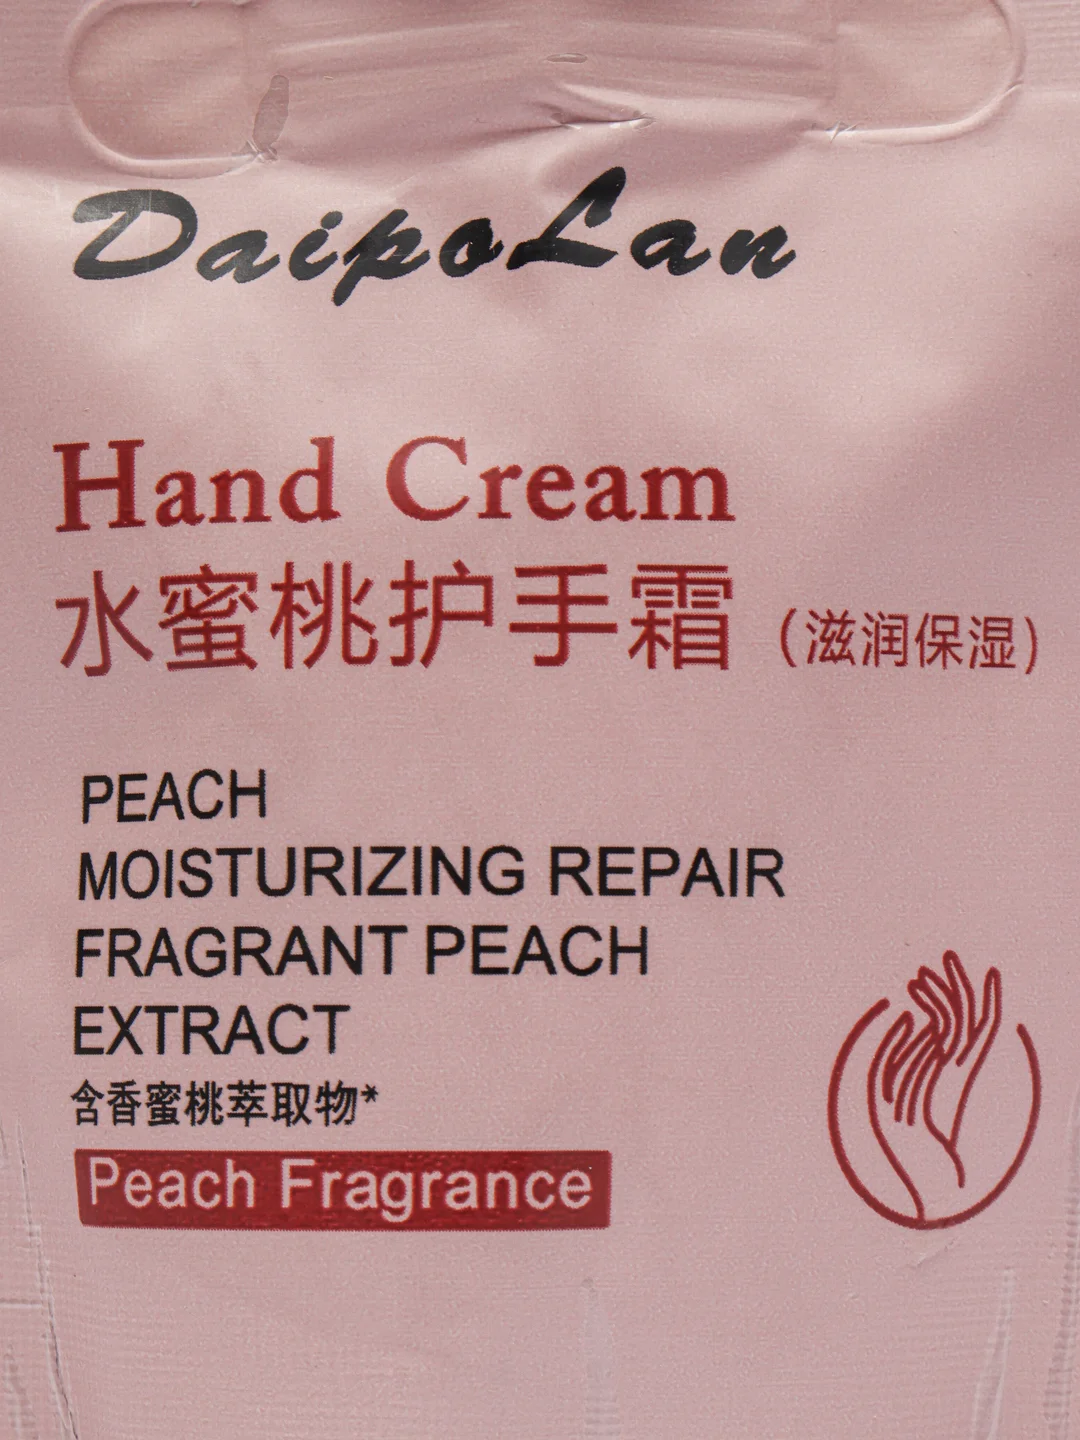 DaipoLan
Hand Cream
水蜜桃护手霜（滋润保湿）
PEACH
MOISTURIZING REPAIR
FRAGRANT PEACH
EXTRACT
含香蜜桃萃取物*
Peach Fragrance